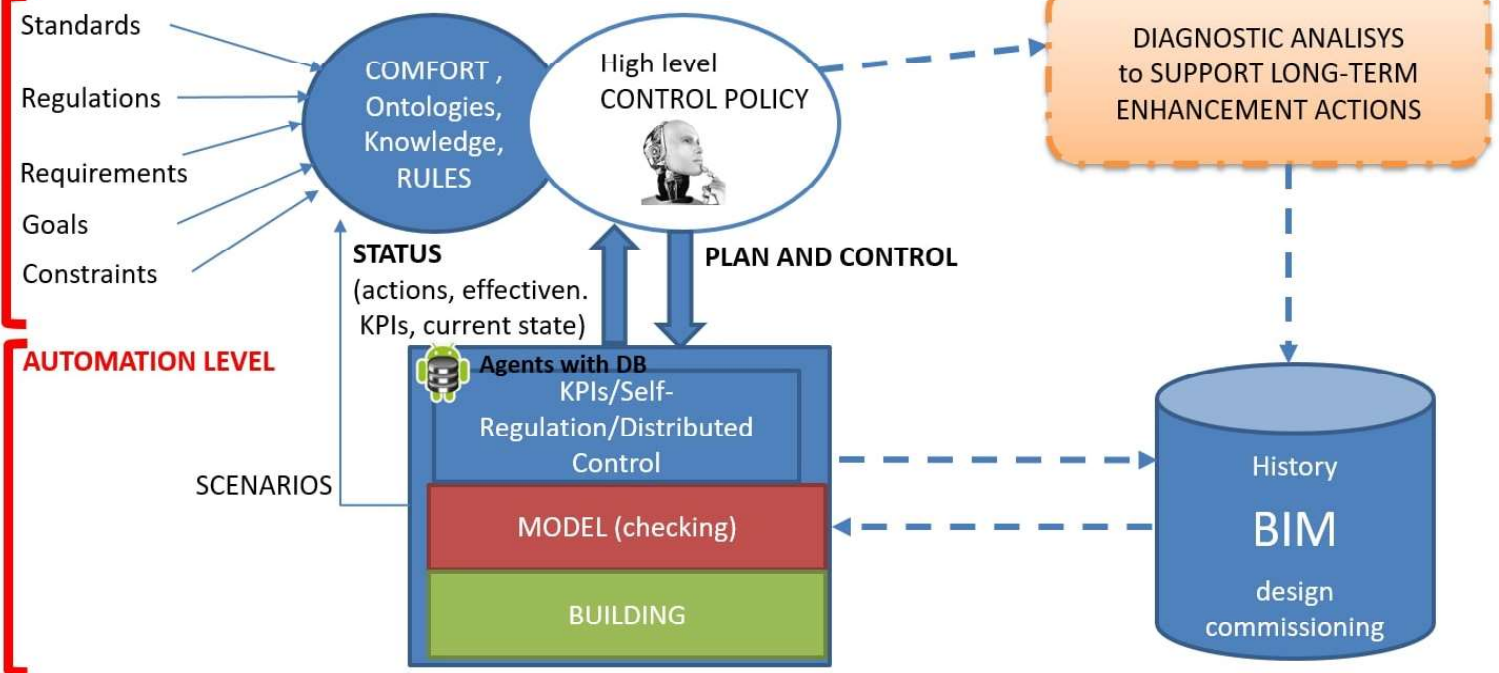 Standards
Regulations
Requirements
Goals
Constraints
COMFORT ,
Ontologies,
Knowledge,
RULES
High level
CONTROL POLICY
DIAGNOSTIC ANALISYS
to SUPPORT LONG-TERM
ENHANCEMENT ACTIONS
STATUS
(actions, effectiven.
KPIs, current state)
PLAN AND CONTROL
AUTOMATION LEVEL
Agents with DB
KPIs/Self-
Regulation/Distributed
Control
SCENARIOS
MODEL (checking)
BUILDING
History
BIM
design
commissioning